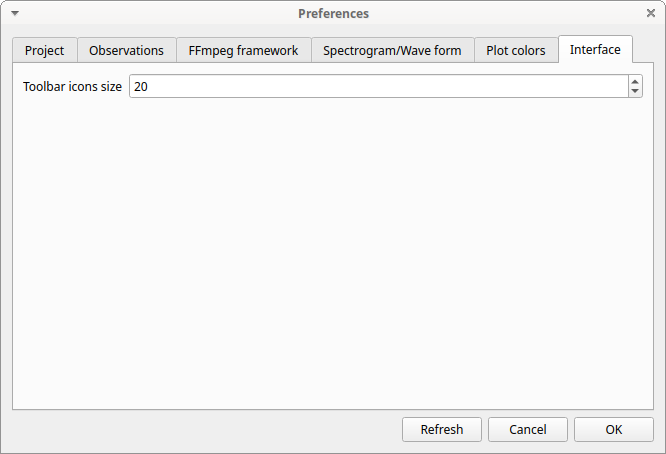 Preferences
Project Observations FFmpeg framework Spectrogram/Wave form Plot colors Interface
Toolbar icons size 20
Refresh Cancel OK